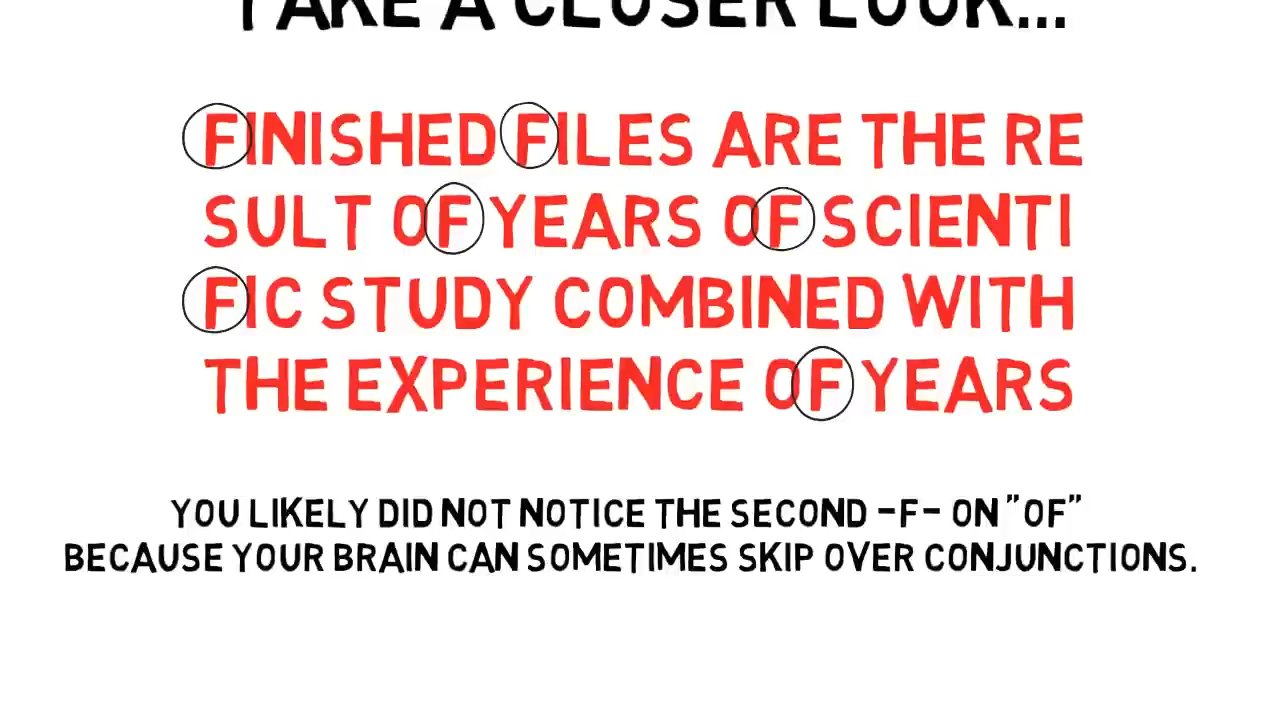 TAKE A CLOSER LOOK...
FINISHED FILES ARE THE RE
SULT OF YEARS OF SCIENTI
FIC STUDY COMBINED WITH
THE EXPERIENCE OF YEARS
YOU LIKELY DID NOT NOTICE THE SECOND -F- ON "OF"
BECAUSE YOUR BRAIN CAN SOMETIMES SKIP OVER CONJUNCTIONS.